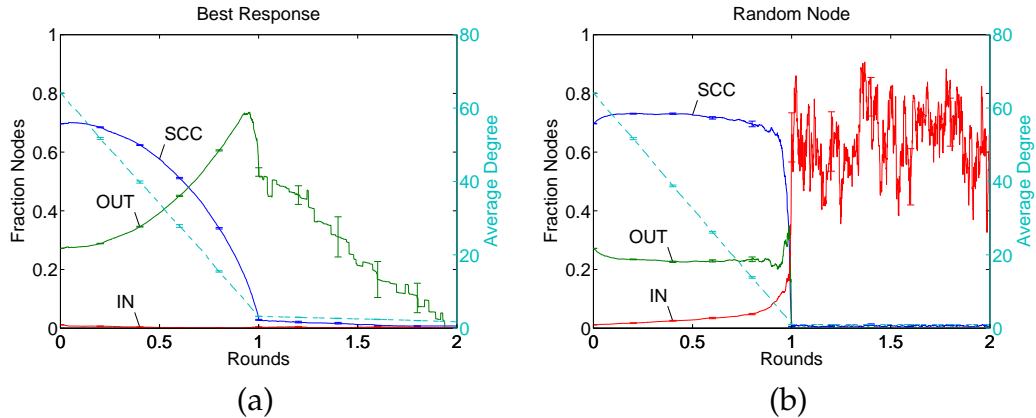 Best Response
Random Node
1
0.8
0.6
0.4
0.2
0
Fraction Nodes
SCC
OUT
IN
80
60
40
20
0
Average Degree
0
0.5
1
1.5
2
Rounds
(a)
1
0.8
0.6
0.4
0.2
0
Fraction Nodes
SCC
OUT
IN
80
60
40
20
0
Average Degree
0
0.5
1
1.5
2
Rounds
(b)